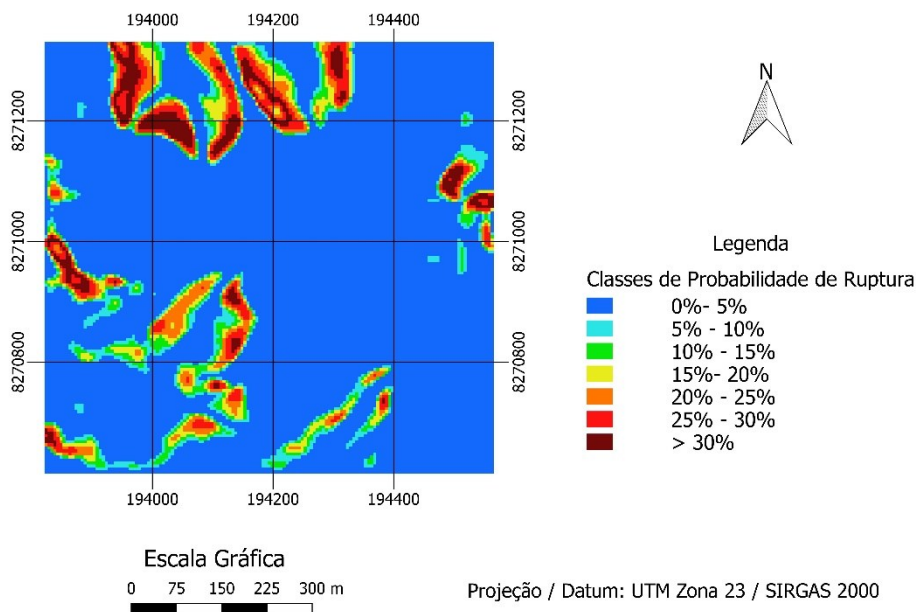 194000 194200 194400
8271200
8271000
8270800
8271200
8271000
8270800
194000 194200 194400
N
Legenda
Classes de Probabilidade de Ruptura
0%- 5%
5% - 10%
10% - 15%
15%- 20%
20% - 25%
25% - 30%
> 30%
Escala Gráfica
0 75 150 225 300 m
Projeção / Datum: UTM Zona 23 / SIRGAS 2000